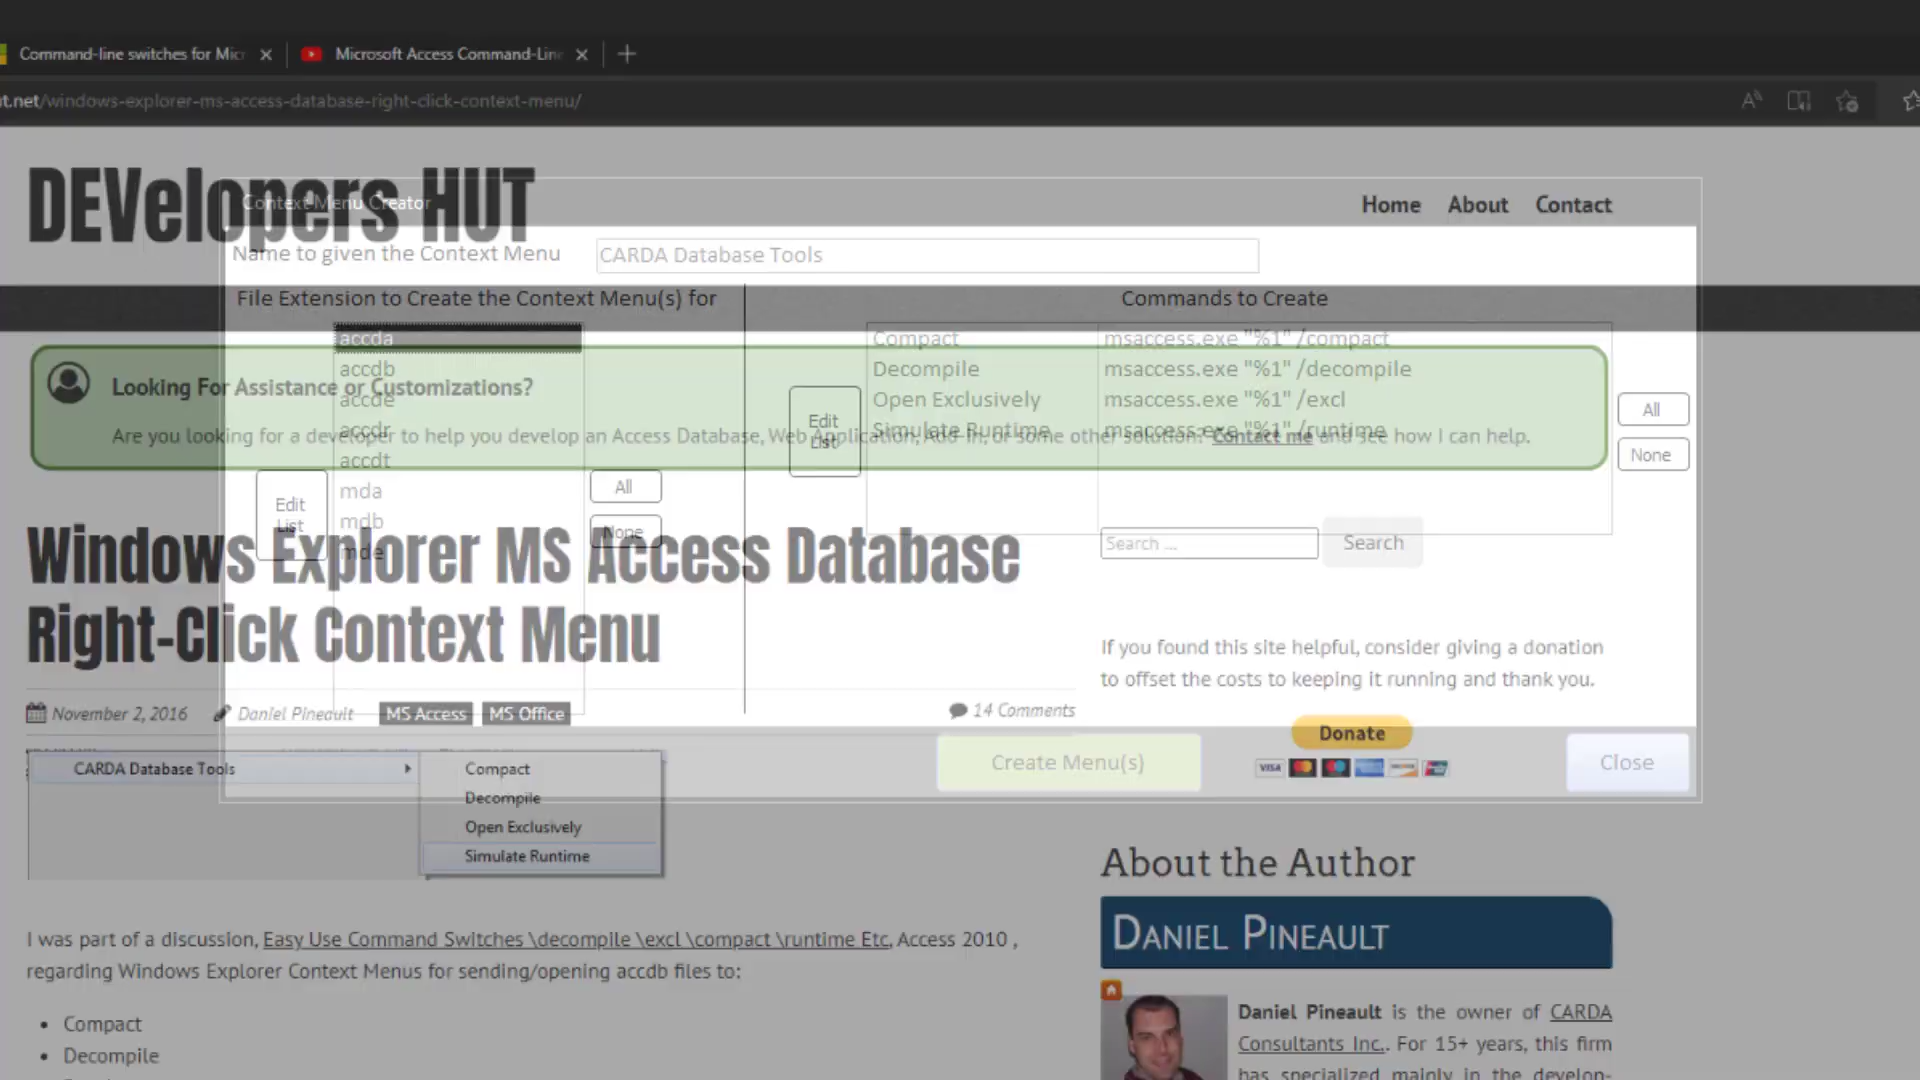 Command-line switches for Mic
Microsoft Access Command-Lin
t.net/windows-explorer-ms-access-database-right-click-context-menu/
DEVelopers HUT
Home About Contact
Context Menu Creator
Name to given the Context Menu
CARDA Database Tools
File Extension to Create the Context Menu(s) for
Commands to Create
accda
accdb
accde
accdr
accdt
mda
mdb
mde
Edit
List
All
None
Compact msaccess.exe "%1" /compact
Decompile msaccess.exe "%1" /decompile
Open Exclusively msaccess.exe "%1" /excl
Simulate Runtime msaccess.exe "%1" /runtime
Edit
List
All
None
Looking For Assistance or Customizations?
Are you looking for a developer to help you develop an Access Database, Web Application, Add-in, or some other solution? Contact me and see how I can help.
Windows Explorer MS Access Database
Right-Click Context Menu
Search ...
Search
If you found this site helpful, consider giving a donation
to offset the costs to keeping it running and thank you.
November 2, 2016 Daniel Pineault MS Access MS Office 14 Comments
Donate
VISA
Create Menu(s)
Close
CARDA Database Tools
Compact
Decompile
Open Exclusively
Simulate Runtime
I was part of a discussion, Easy Use Command Switches \decompile \excl \compact \runtime Etc, Access 2010 ,
regarding Windows Explorer Context Menus for sending/opening accdb files to:
• Compact
• Decompile
About the Author
DANIEL PINEAULT
Daniel Pineault is the owner of CARDA
Consultants Inc.. For 15+ years, this firm
has specialized mainly in the develop-